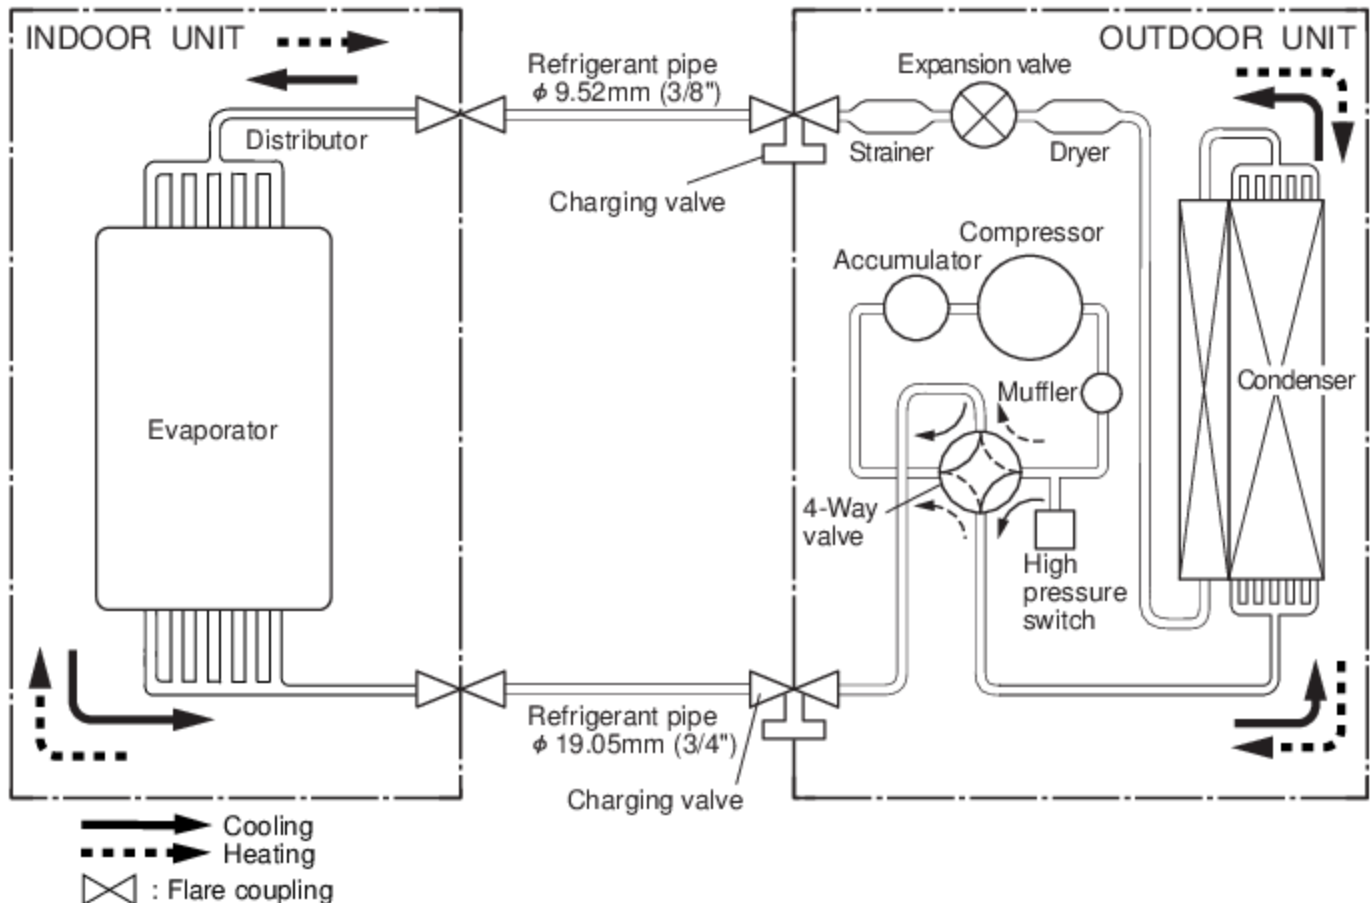 INDOOR UNIT
OUTDOOR UNIT
Refrigerant pipe
ϕ 9.52mm (3/8")
Expansion valve
Distributor
Strainer
Dryer
Charging valve
Compressor
Accumulator
Condenser
Muffler
Evaporator
4-Way
valve
High
pressure
switch
Refrigerant pipe
ϕ 19.05mm (3/4")
Charging valve
Cooling
Heating
: Flare coupling